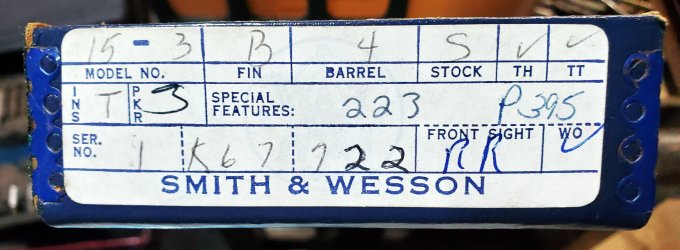 15-3 B 4 S ✓ ✓
MODEL NO. FIN BARREL STOCK TH TT
INS T PKR 3 SPECIAL FEATURES: 223 P395
SER. NO. 1 K67 722 FRONT SIGHT RR WO ✓
SMITH & WESSON